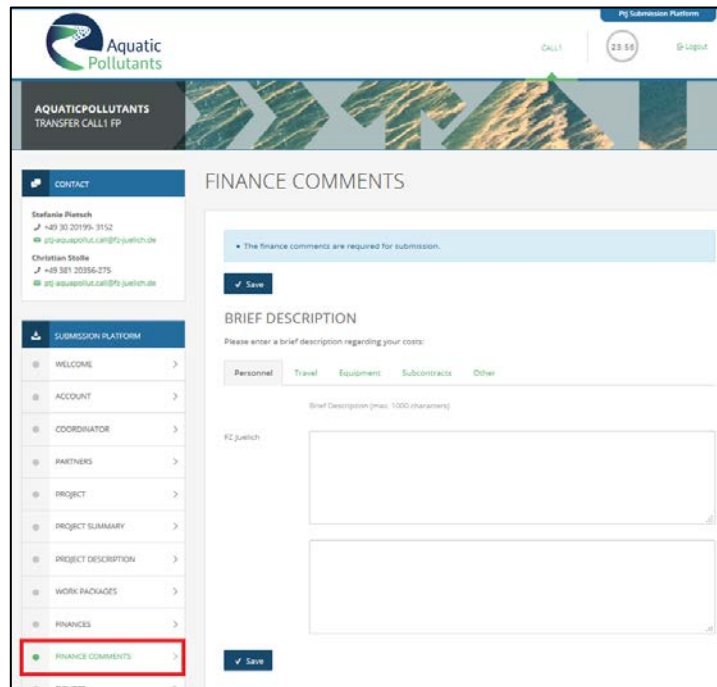 PtJ Submission Platform
Aquatic
Pollutants
CALL1
23:56
Logout
AQUATICPOLLUTANTS
TRANSFER CALL1 FP
CONTACT
FINANCE COMMENTS
Stefanie Pietsch
+49 30 20199- 3152
ptj-aquapollut.call@fz-juelich.de
Christian Stolle
+49 381 20356-275
ptj-aquapollut.call@fz-juelich.de
The finance comments are required for submission.
Save
BRIEF DESCRIPTION
Please enter a brief description regarding your costs:
SUBMISSION PLATFORM
WELCOME
ACCOUNT
COORDINATOR
PARTNERS
PROJECT
PROJECT SUMMARY
PROJECT DESCRIPTION
WORK PACKAGES
FINANCES
FINANCE COMMENTS
Personnel Travel Equipment Subcontracts Other
Brief Description (max. 1000 characters)
FZ Juelich
Save